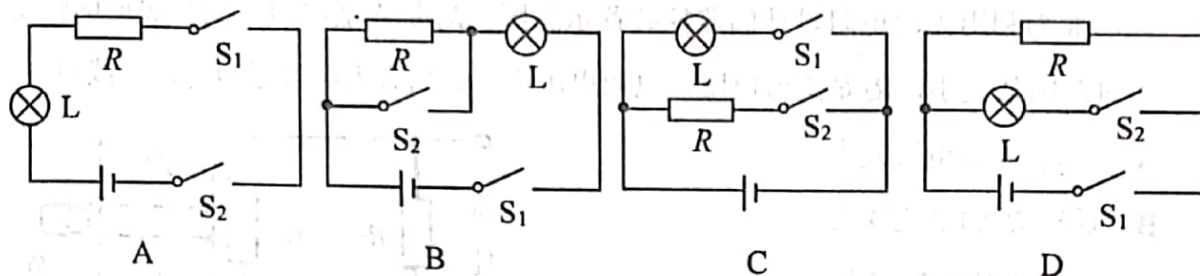 R S₁ L S₂ A
R L S₂ S₁ B
L S₁ R S₂ C
R L S₂ S₁ D